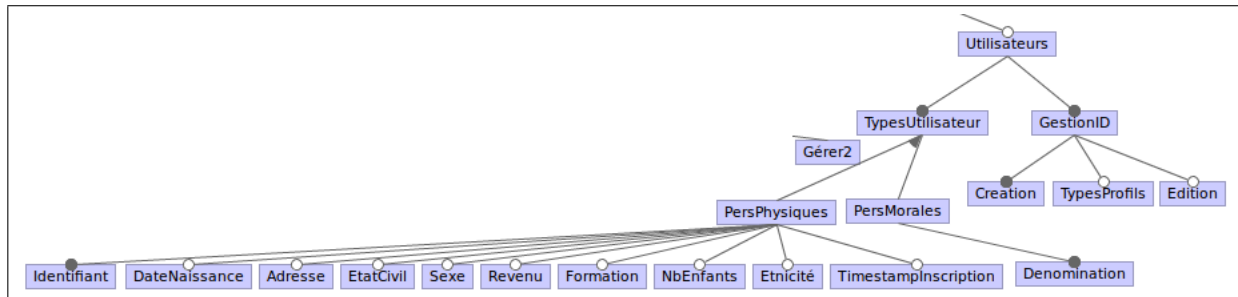 Utilisateurs
TypesUtilisateur GestionID
Gérer2
Creation TypesProfils Edition
PersPhysiques PersMorales
Identifiant DateNaissance Adresse EtatCivil Sexe Revenu Formation NbEnfants Etnicité TimestampInscription Denomination